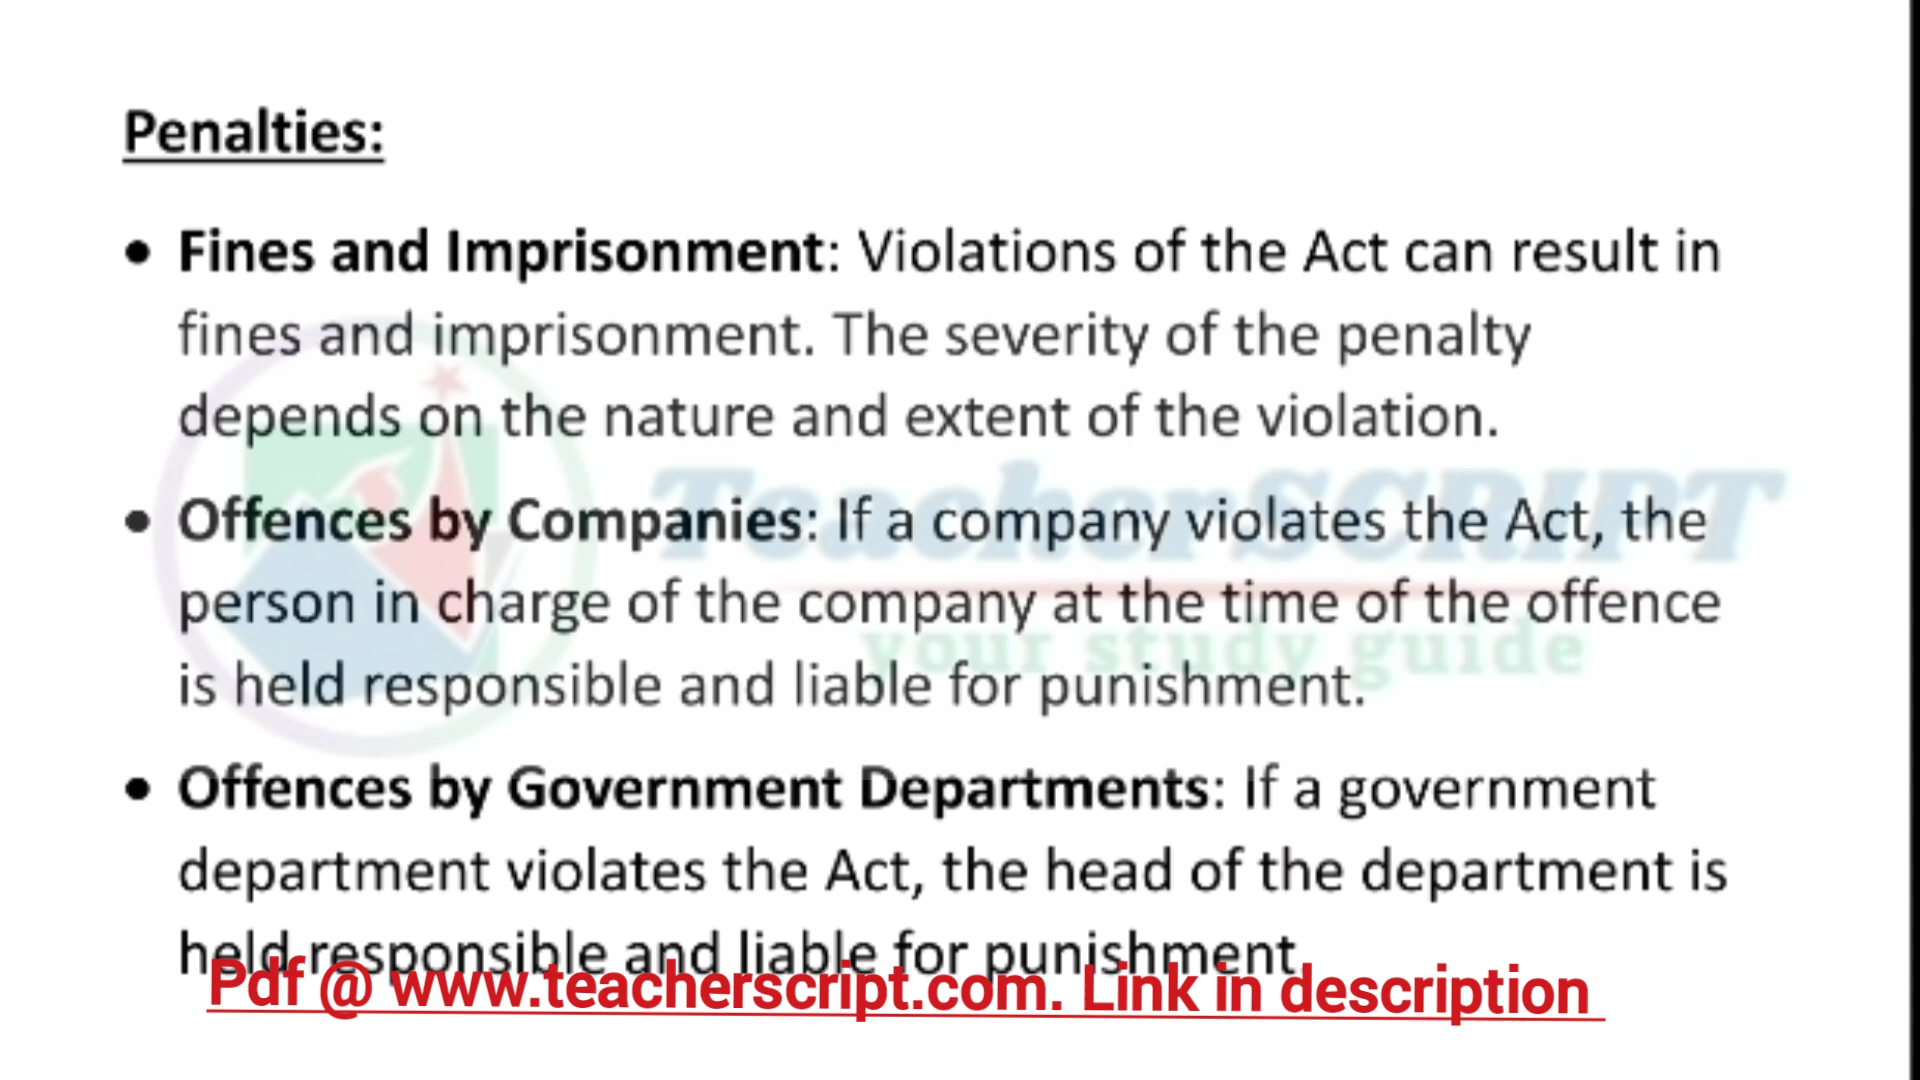 Penalties:
• Fines and Imprisonment: Violations of the Act can result in
fines and imprisonment. The severity of the penalty
depends on the nature and extent of the violation.
TeacherSCRIPT
• Offences by Companies: If a company violates the Act, the
person in charge of the company at the time of the offence
your study guide
is held responsible and liable for punishment.
• Offences by Government Departments: If a government
department violates the Act, the head of the department is
held responsible and liable for punishment.
Pdf @ www.teacherscript.com. Link in description